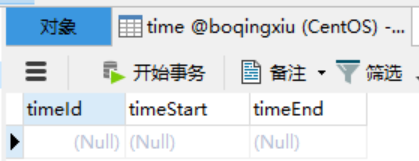 对象 time @boqingxiu (CentOS) -...
开始事务 备注 筛选
timeId timeStart timeEnd
(Null) (Null) (Null)